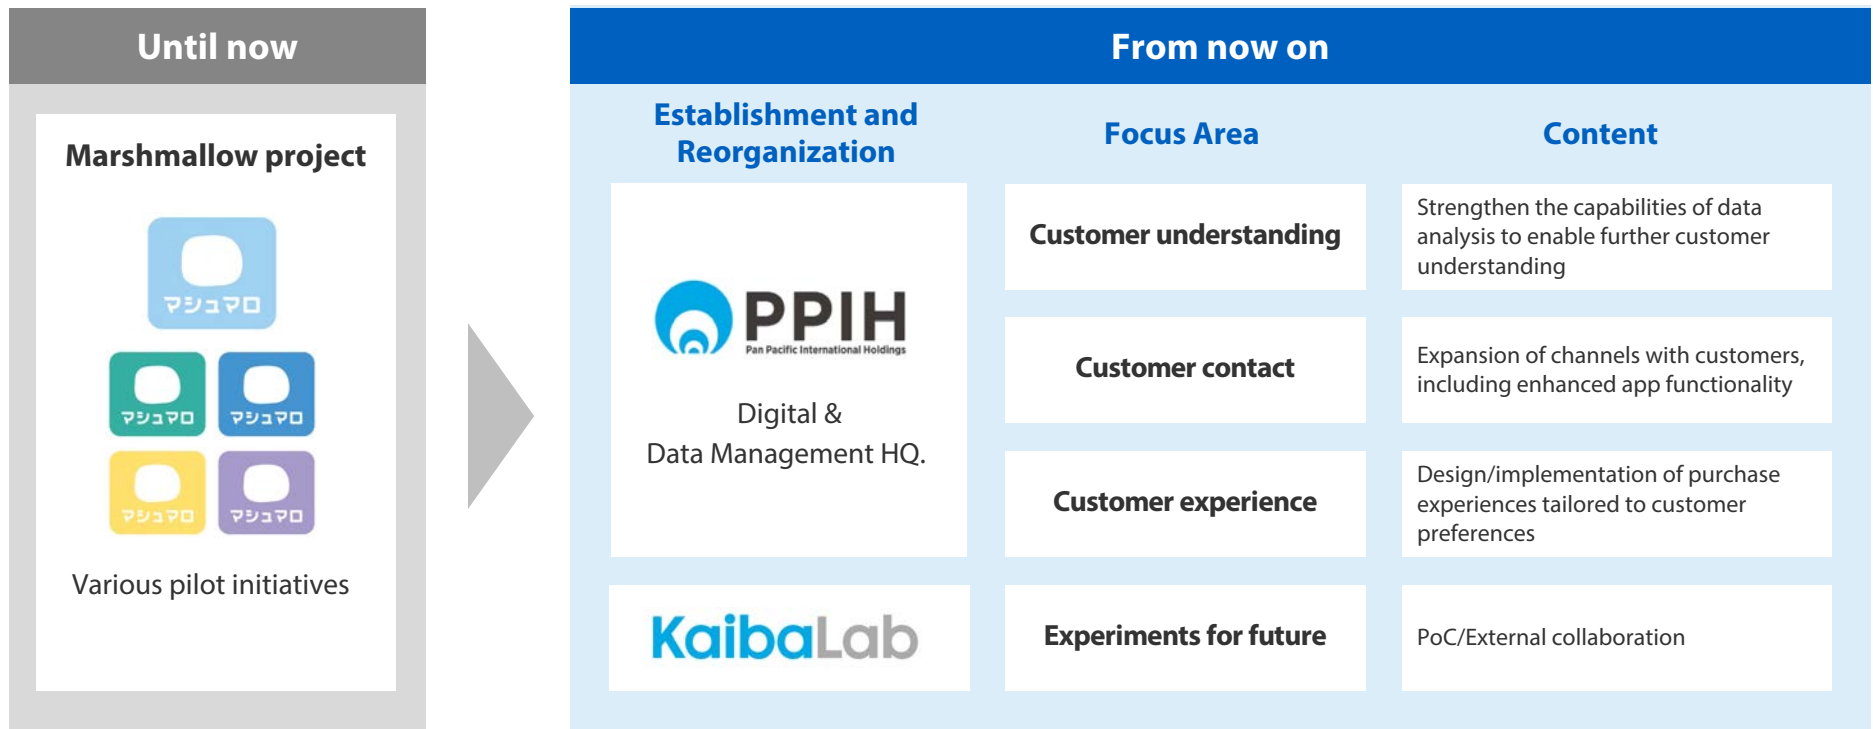 Until now
Marshmallow project
マシュマロ
マシュマロ
マシュマロ
マシュマロ
マシュマロ
Various pilot initiatives
From now on
Establishment and
Reorganization
Focus Area
Content
PPIH
Pan Pacific International Holdings
Digital &
Data Management HQ.
Customer understanding
Strengthen the capabilities of data
analysis to enable further customer
understanding
Customer contact
Expansion of channels with customers,
including enhanced app functionality
Customer experience
Design/implementation of purchase
experiences tailored to customer
preferences
KaibaLab
Experiments for future
PoC/External collaboration